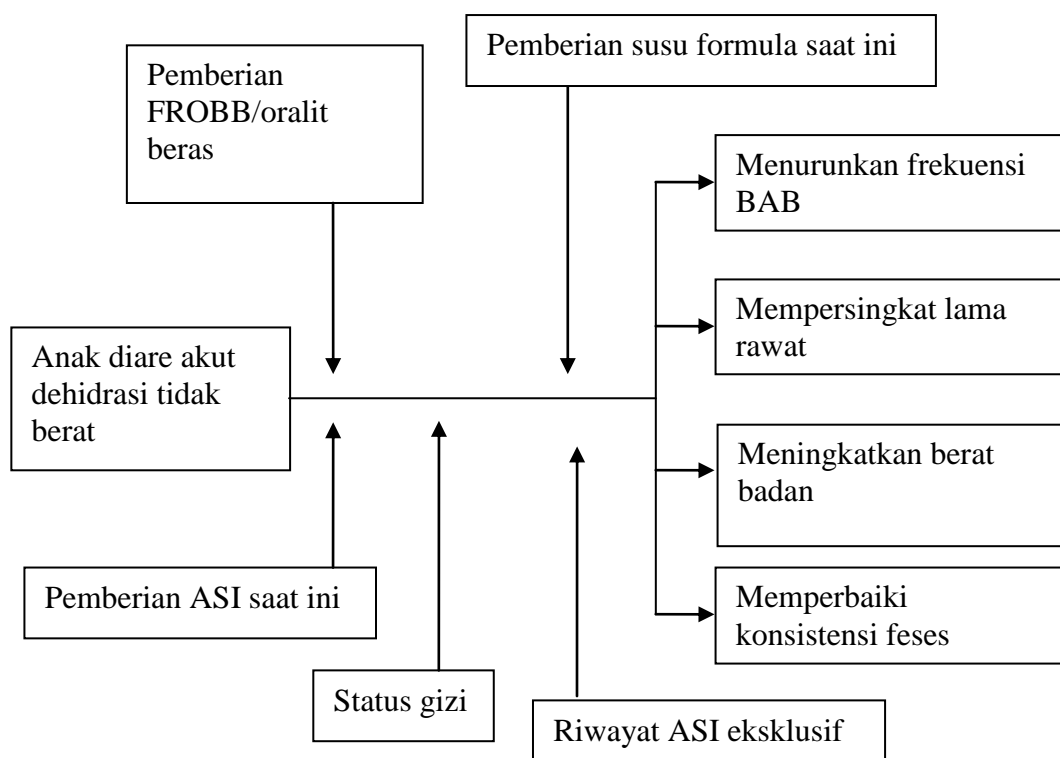 Pemberian susu formula saat ini
Pemberian
FROBB/oralit
beras
Menurunkan frekuensi
BAB
Mempersingkat lama
rawat
Anak diare akut
dehidrasi tidak
berat
Meningkatkan berat
badan
Pemberian ASI saat ini
Memperbaiki
konsistensi feses
Status gizi
Riwayat ASI eksklusif